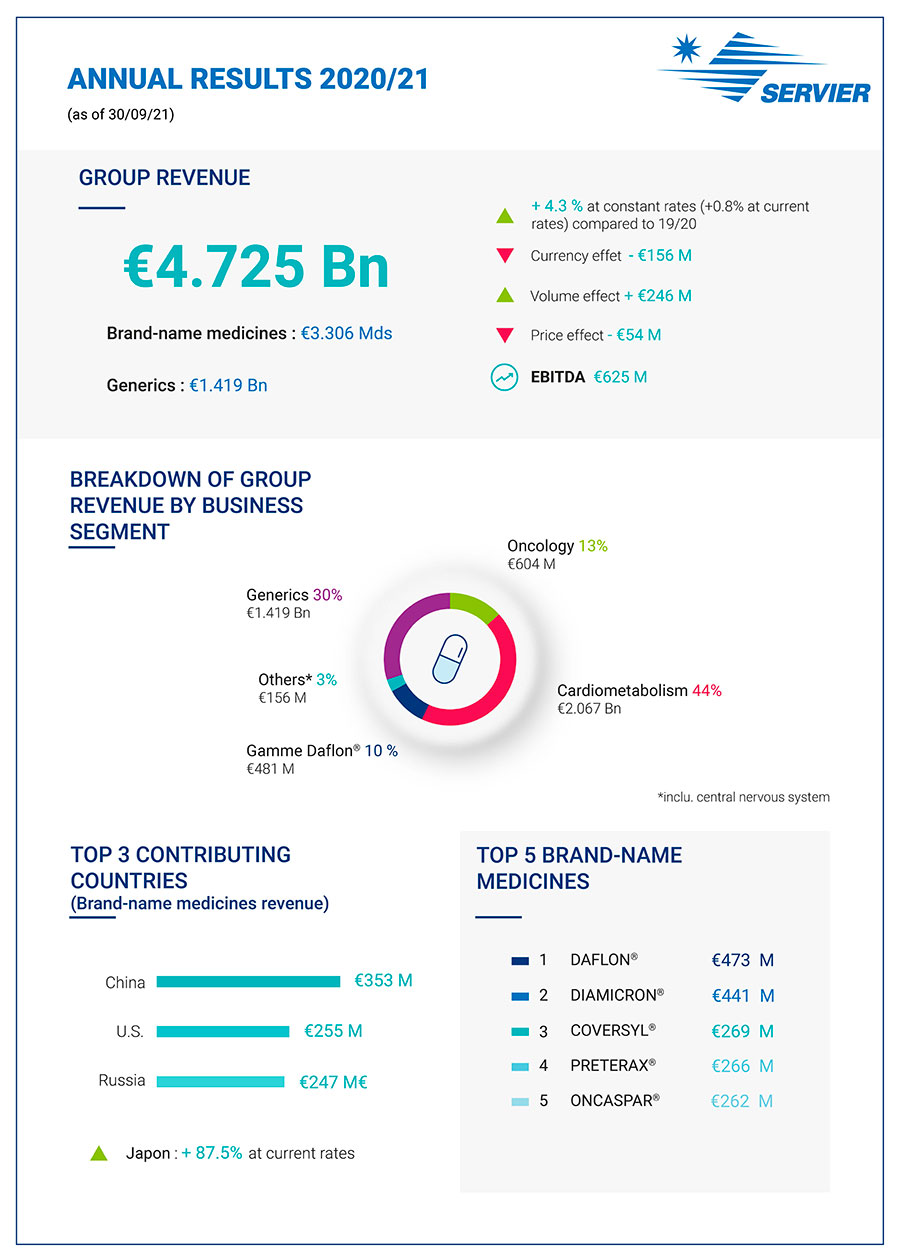 ANNUAL RESULTS 2020/21
(as of 30/09/21)
SERVIER
GROUP REVENUE
€4.725 Bn
Brand-name medicines : €3.306 Mds
Generics : €1.419 Bn
+ 4.3 % at constant rates (+0.8% at current
rates) compared to 19/20
Currency effet - €156 M
Volume effect + €246 M
Price effect - €54 M
EBITDA €625 M
BREAKDOWN OF GROUP
REVENUE BY BUSINESS
SEGMENT
Oncology 13%
€604 M
Generics 30%
€1.419 Bn
Others* 3%
€156 M
Cardiometabolism 44%
€2.067 Bn
Gamme Daflon® 10 %
€481 M
*inclu. central nervous system
TOP 3 CONTRIBUTING
COUNTRIES
(Brand-name medicines revenue)
China €353 M
U.S. €255 M
Russia €247 M€
Japon : + 87.5% at current rates
TOP 5 BRAND-NAME
MEDICINES
1 DAFLON® €473 M
2 DIAMICRON® €441 M
3 COVERSYL® €269 M
4 PRETERAX® €266 M
5 ONCASPAR® €262 M